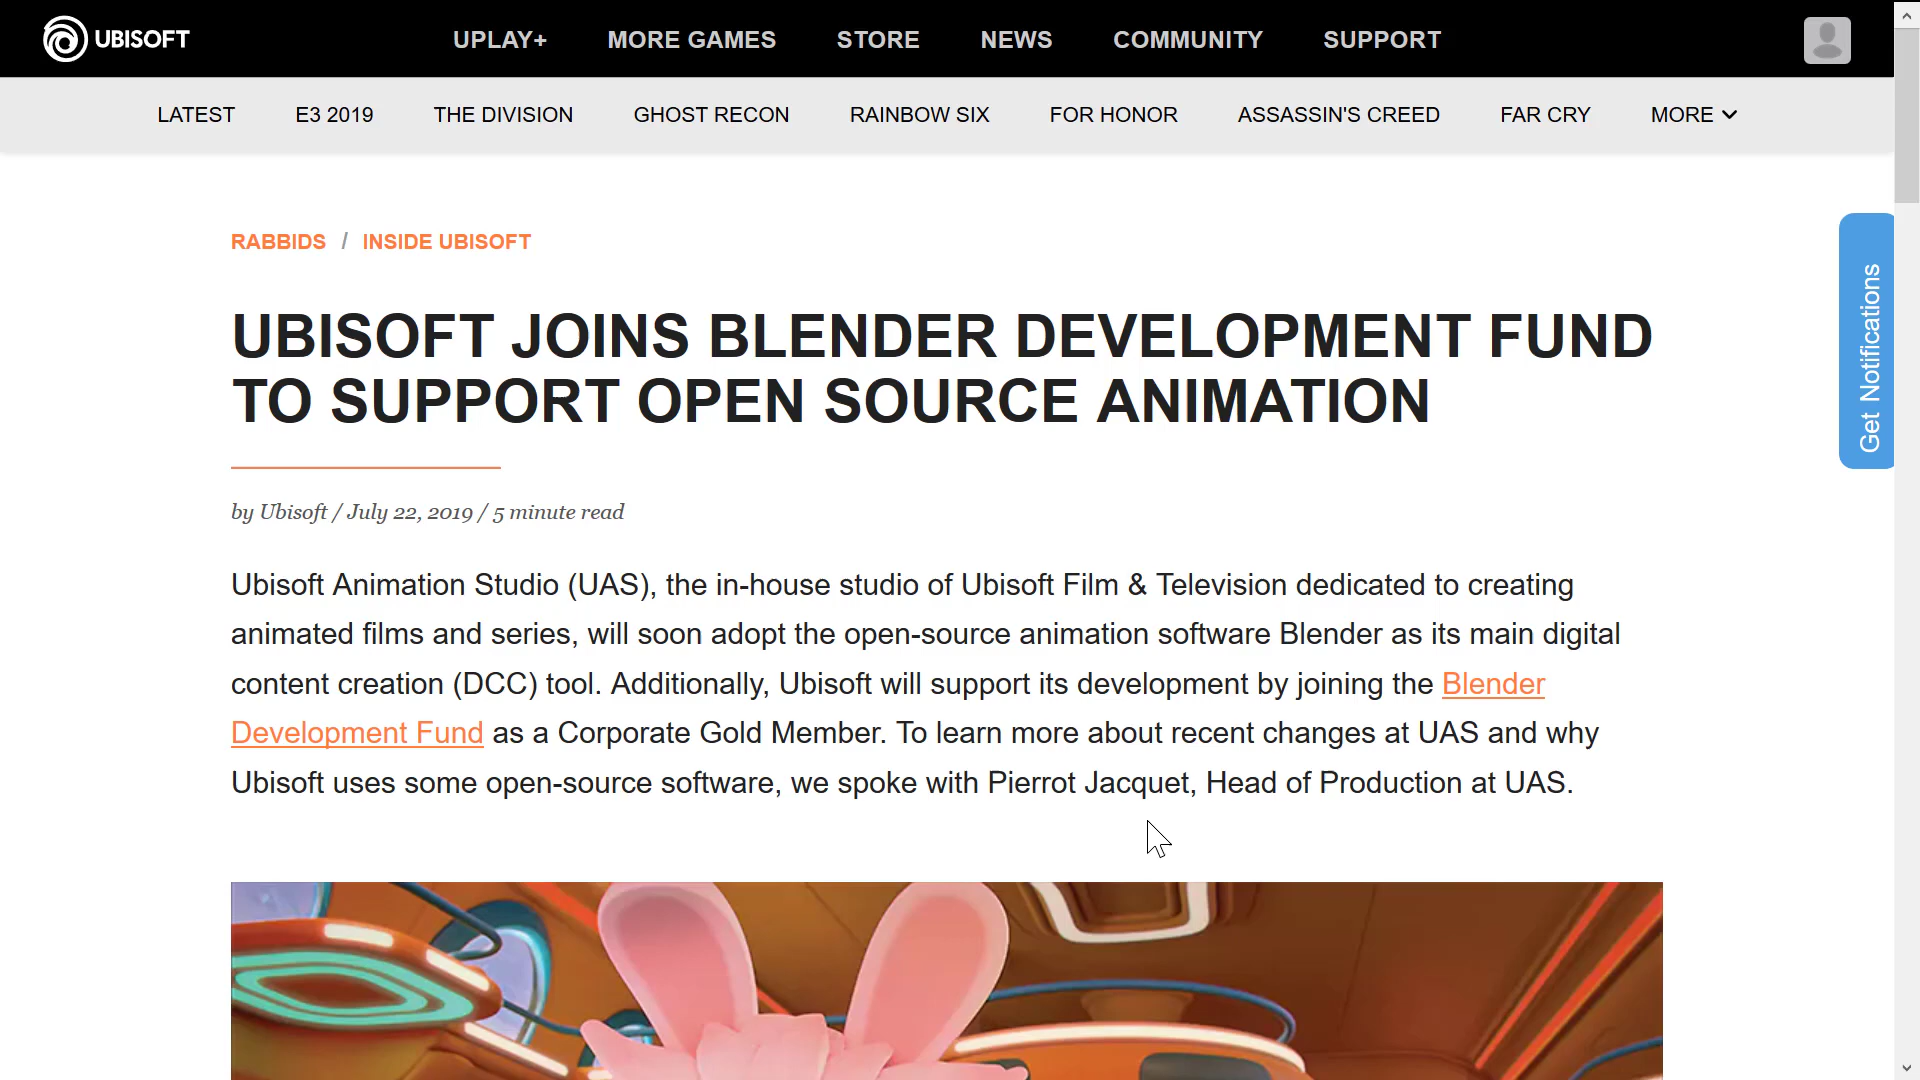 UBISOFT
UPLAY+ MORE GAMES STORE NEWS COMMUNITY SUPPORT
LATEST E3 2019 THE DIVISION GHOST RECON RAINBOW SIX FOR HONOR ASSASSIN'S CREED FAR CRY MORE
RABBIDS / INSIDE UBISOFT
UBISOFT JOINS BLENDER DEVELOPMENT FUND
TO SUPPORT OPEN SOURCE ANIMATION
by Ubisoft / July 22, 2019 / 5 minute read
Ubisoft Animation Studio (UAS), the in-house studio of Ubisoft Film & Television dedicated to creating
animated films and series, will soon adopt the open-source animation software Blender as its main digital
content creation (DCC) tool. Additionally, Ubisoft will support its development by joining the Blender
Development Fund as a Corporate Gold Member. To learn more about recent changes at UAS and why
Ubisoft uses some open-source software, we spoke with Pierrot Jacquet, Head of Production at UAS.
Get Notifications